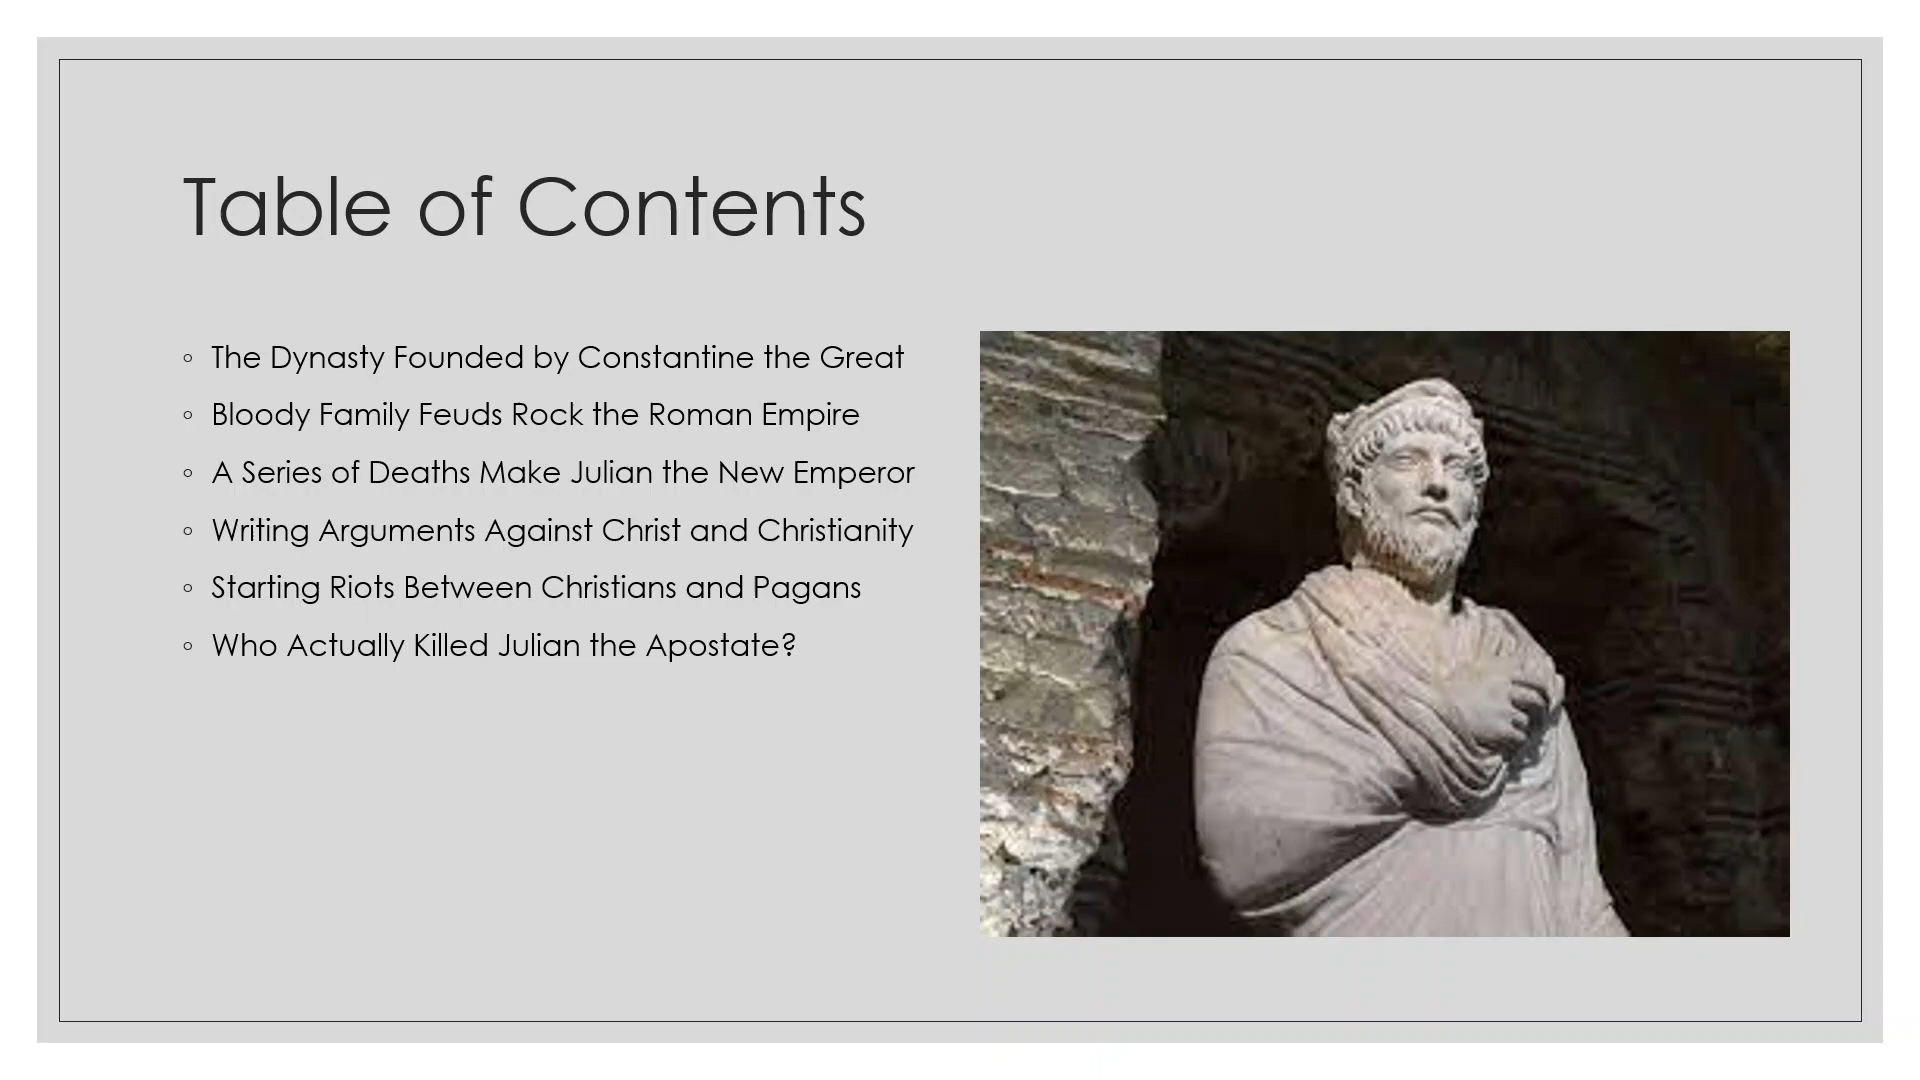 Table of Contents
◦ The Dynasty Founded by Constantine the Great
◦ Bloody Family Feuds Rock the Roman Empire
◦ A Series of Deaths Make Julian the New Emperor
◦ Writing Arguments Against Christ and Christianity
◦ Starting Riots Between Christians and Pagans
◦ Who Actually Killed Julian the Apostate?